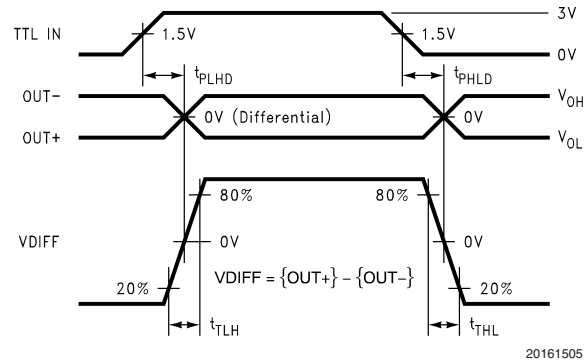 3V
TTL IN
1.5V
1.5V
0V
tPLHD
tPHLD
OUT-
VOH
0V (Differential)
0V
OUT+
VOL
80%
80%
VDIFF
0V
0V
VDIFF = {OUT+} - {OUT-}
20%
20%
tTLH
tTHL
20161505